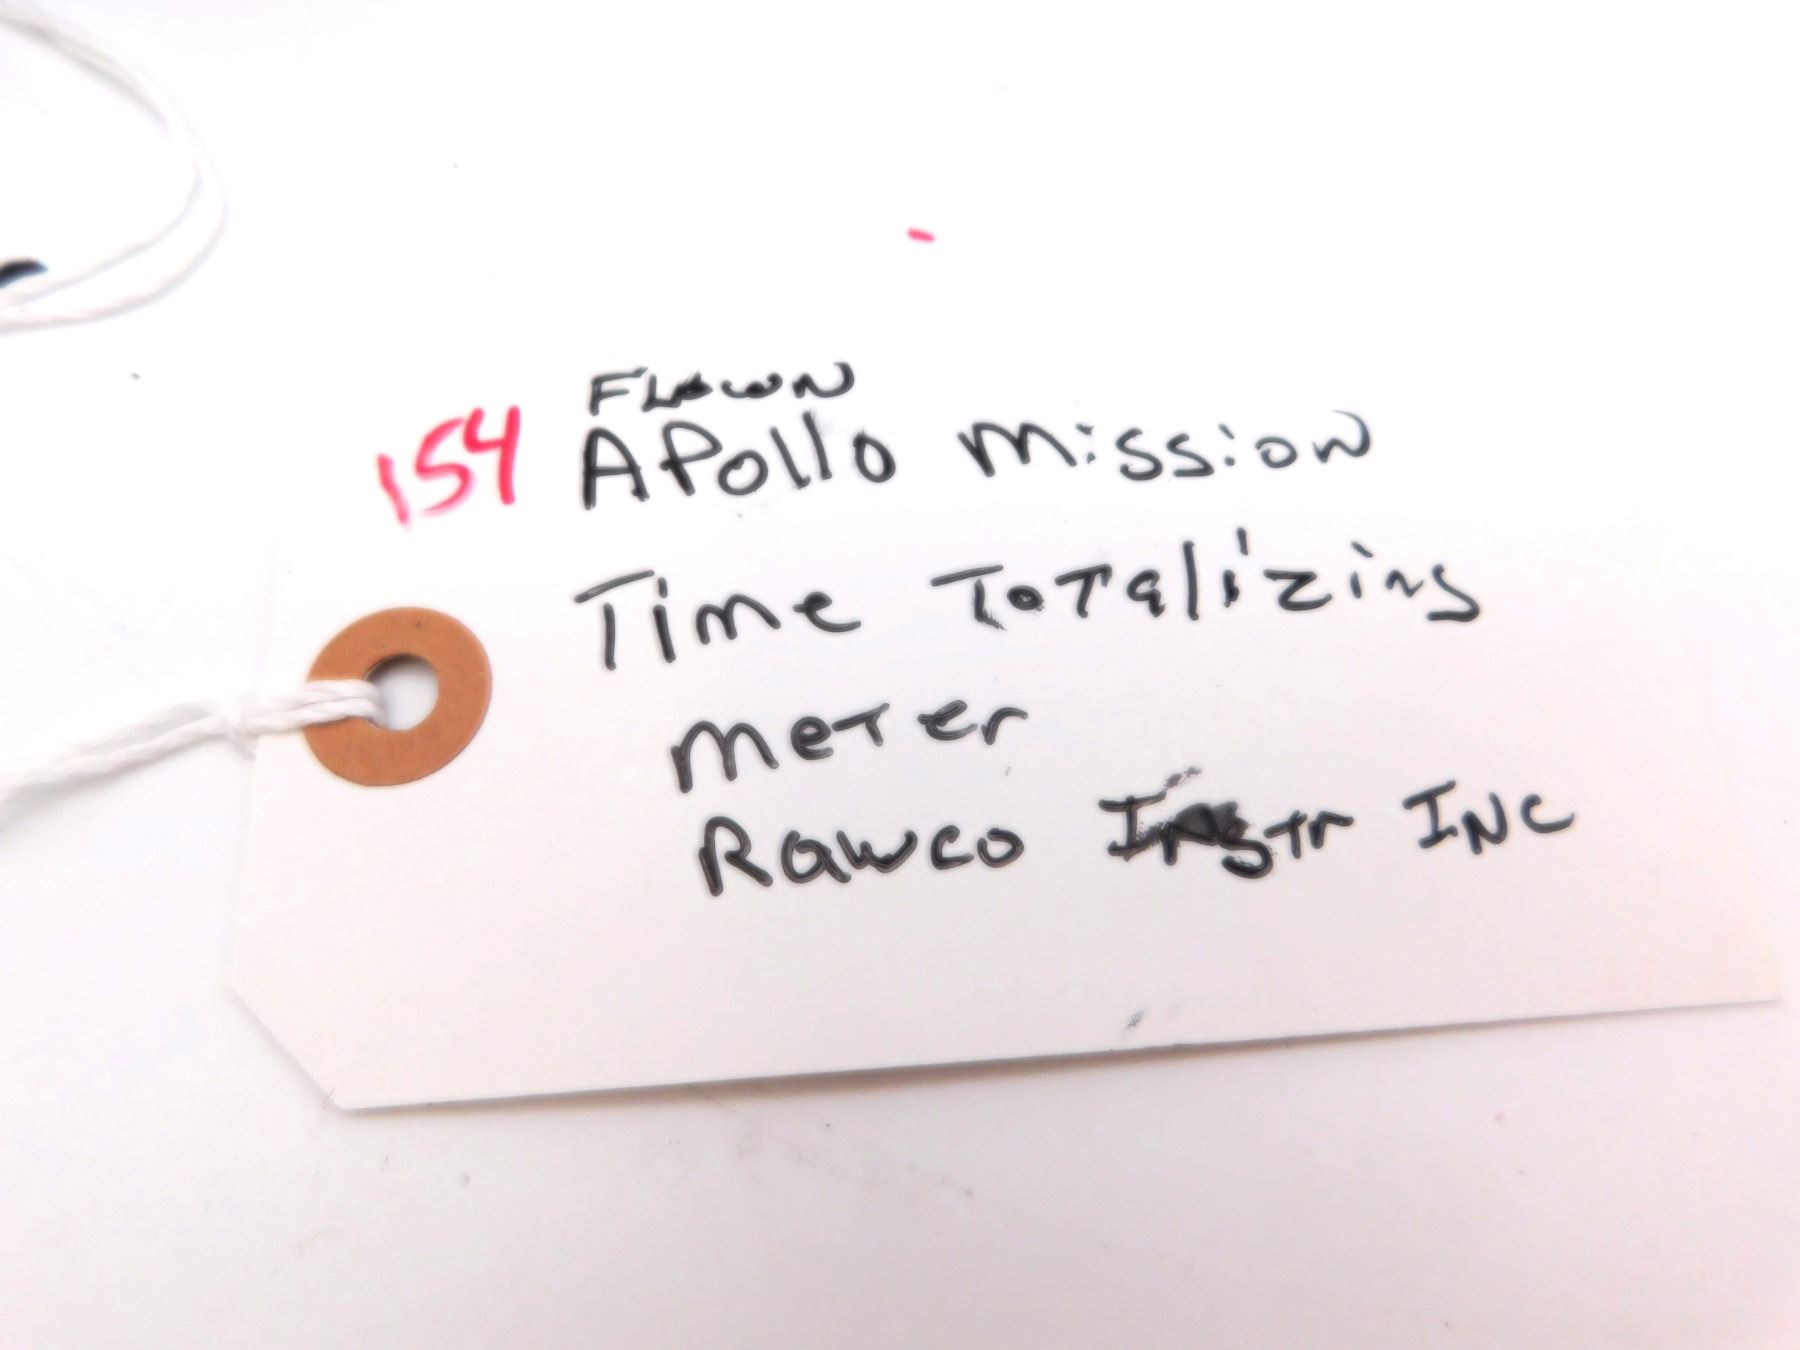 FLOWN
154 APollo Mission
Time Totalizing
meter
Rawco Instr INC